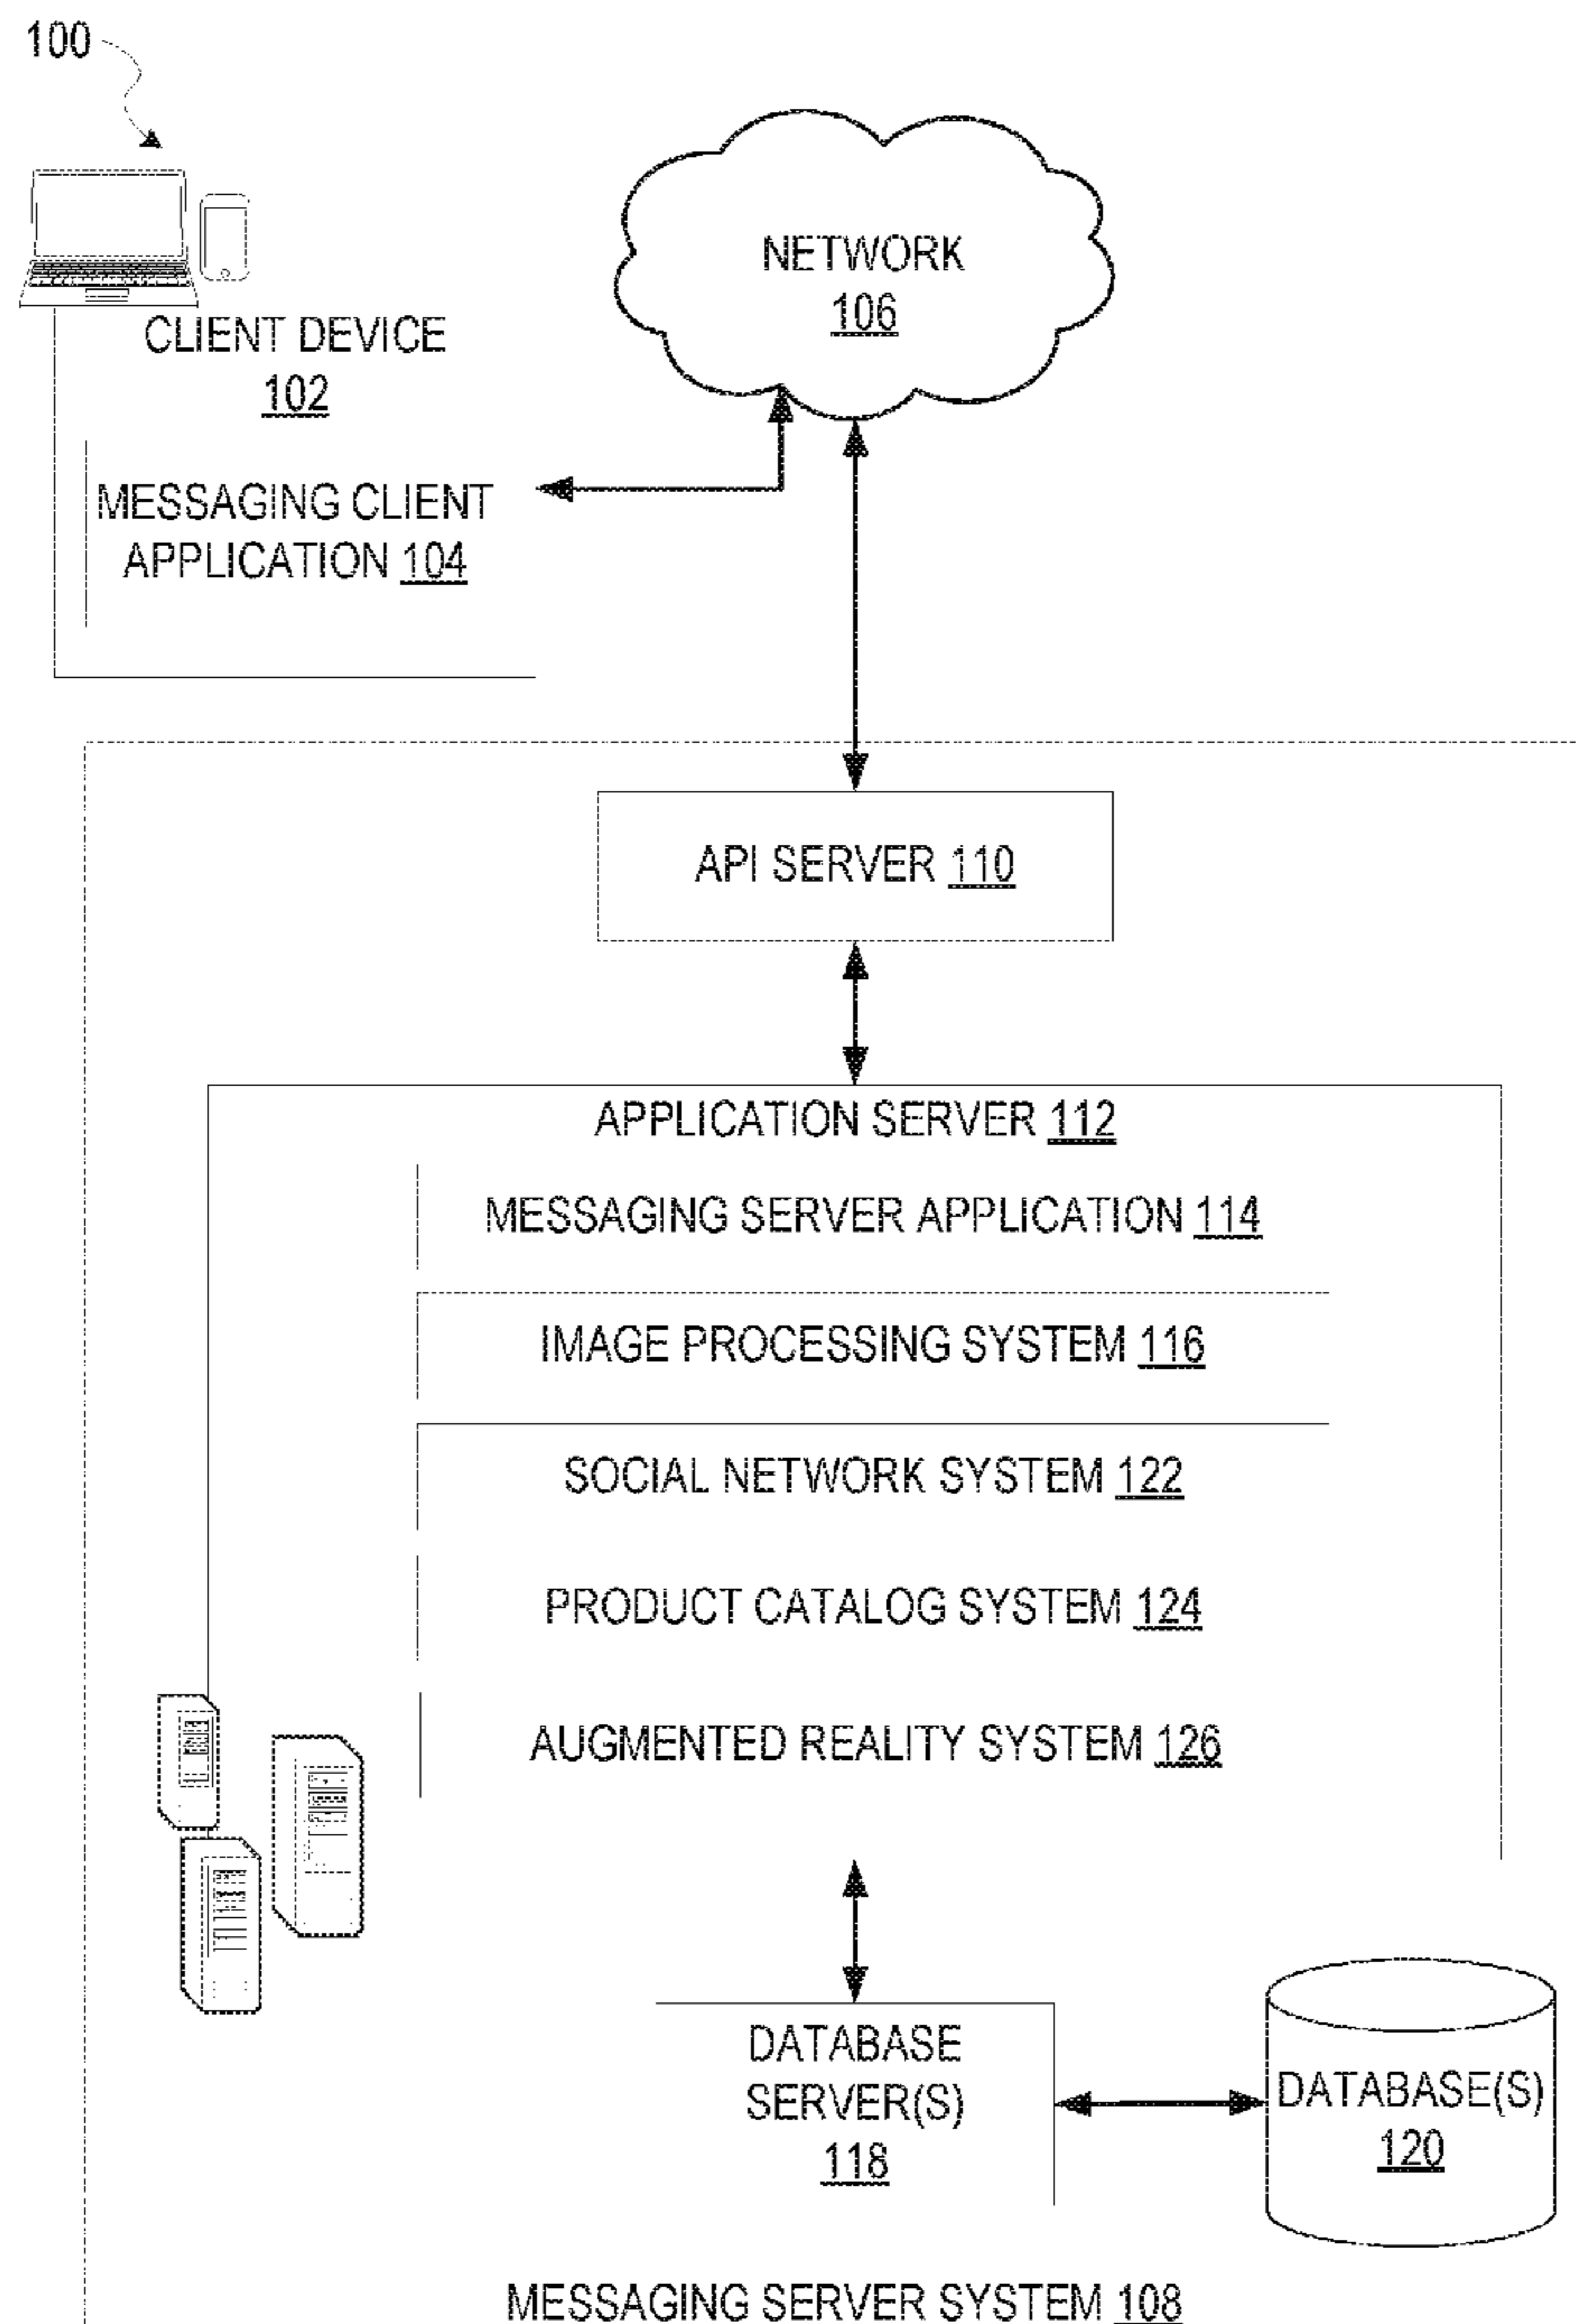 100
NETWORK
106
CLIENT DEVICE
102
MESSAGING CLIENT
APPLICATION 104
API SERVER 110
APPLICATION SERVER 112
MESSAGING SERVER APPLICATION 114
IMAGE PROCESSING SYSTEM 116
SOCIAL NETWORK SYSTEM 122
PRODUCT CATALOG SYSTEM 124
AUGMENTED REALITY SYSTEM 126
DATABASE
SERVER(S)
118
DATABASE(S)
120
MESSAGING SERVER SYSTEM 108